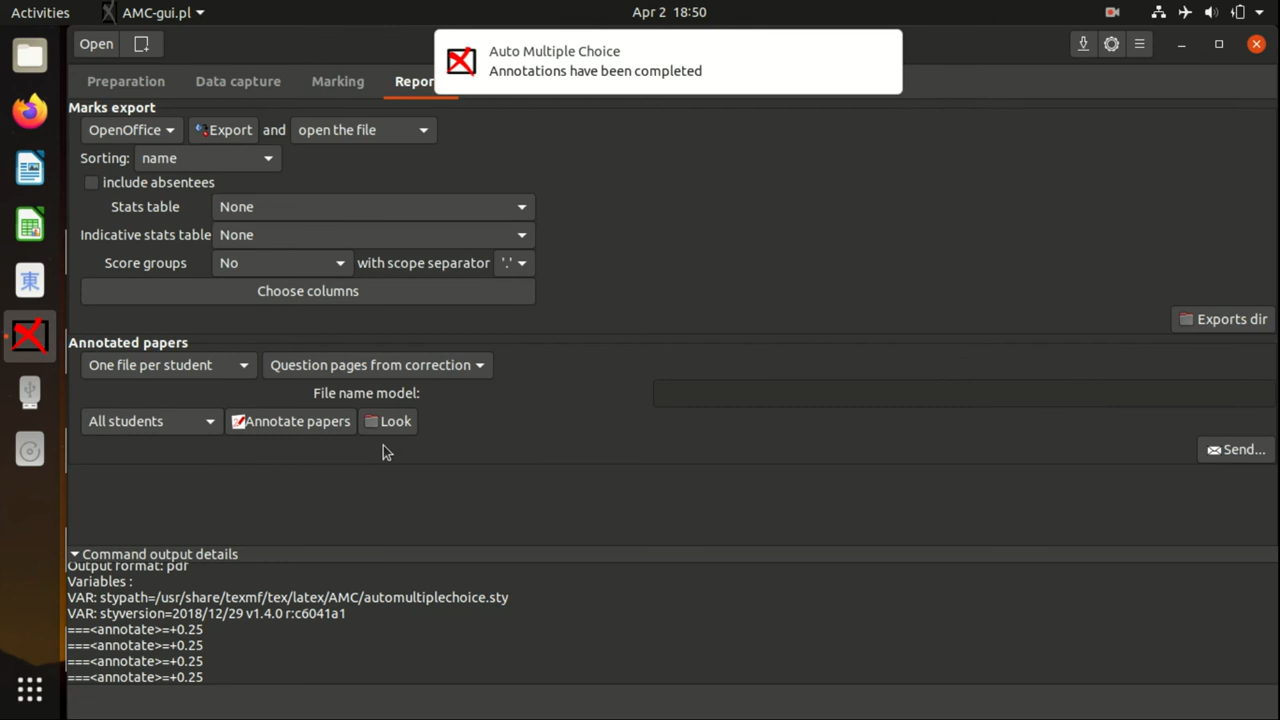 Activities AMC-gui.pl Apr 2 18:50
Open
Auto Multiple Choice
Annotations have been completed
Preparation Data capture Marking Repor
Marks export
OpenOffice Export and open the file
Sorting: name
include absentees
Stats table None
Indicative stats table None
Score groups No with scope separator '.'
Choose columns
Exports dir
Annotated papers
One file per student Question pages from correction
File name model:
All students Annotate papers Look
Send...
Command output details
Output format: pdf
Variables :
VAR: stypath=/usr/share/texmf/tex/latex/AMC/automultiplechoice.sty
VAR: styversion=2018/12/29 v1.4.0 r:c6041a1
===<annotate>=+0.25
===<annotate>=+0.25
===<annotate>=+0.25
===<annotate>=+0.25
東